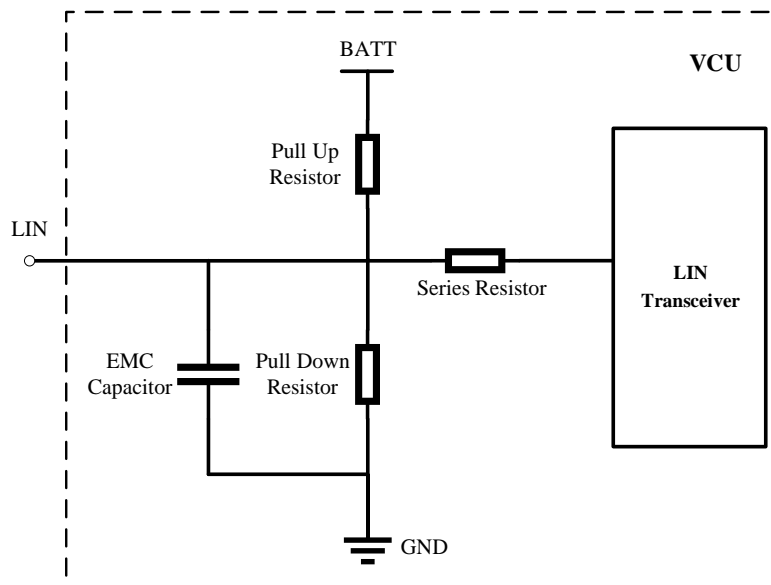 BATT
VCU
Pull Up
Resistor
LIN
Series Resistor
LIN
Transceiver
EMC
Capacitor
Pull Down
Resistor
GND